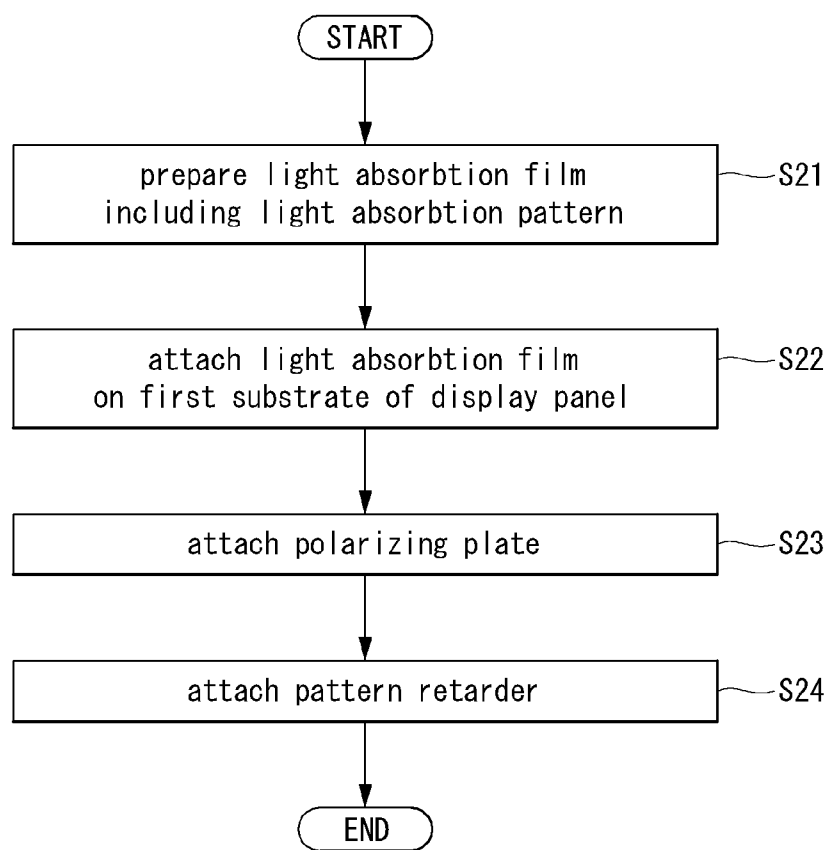 START
prepare light absorbtion film
including light absorbtion pattern
S21
attach light absorbtion film
on first substrate of display panel
S22
attach polarizing plate
S23
attach pattern retarder
S24
END